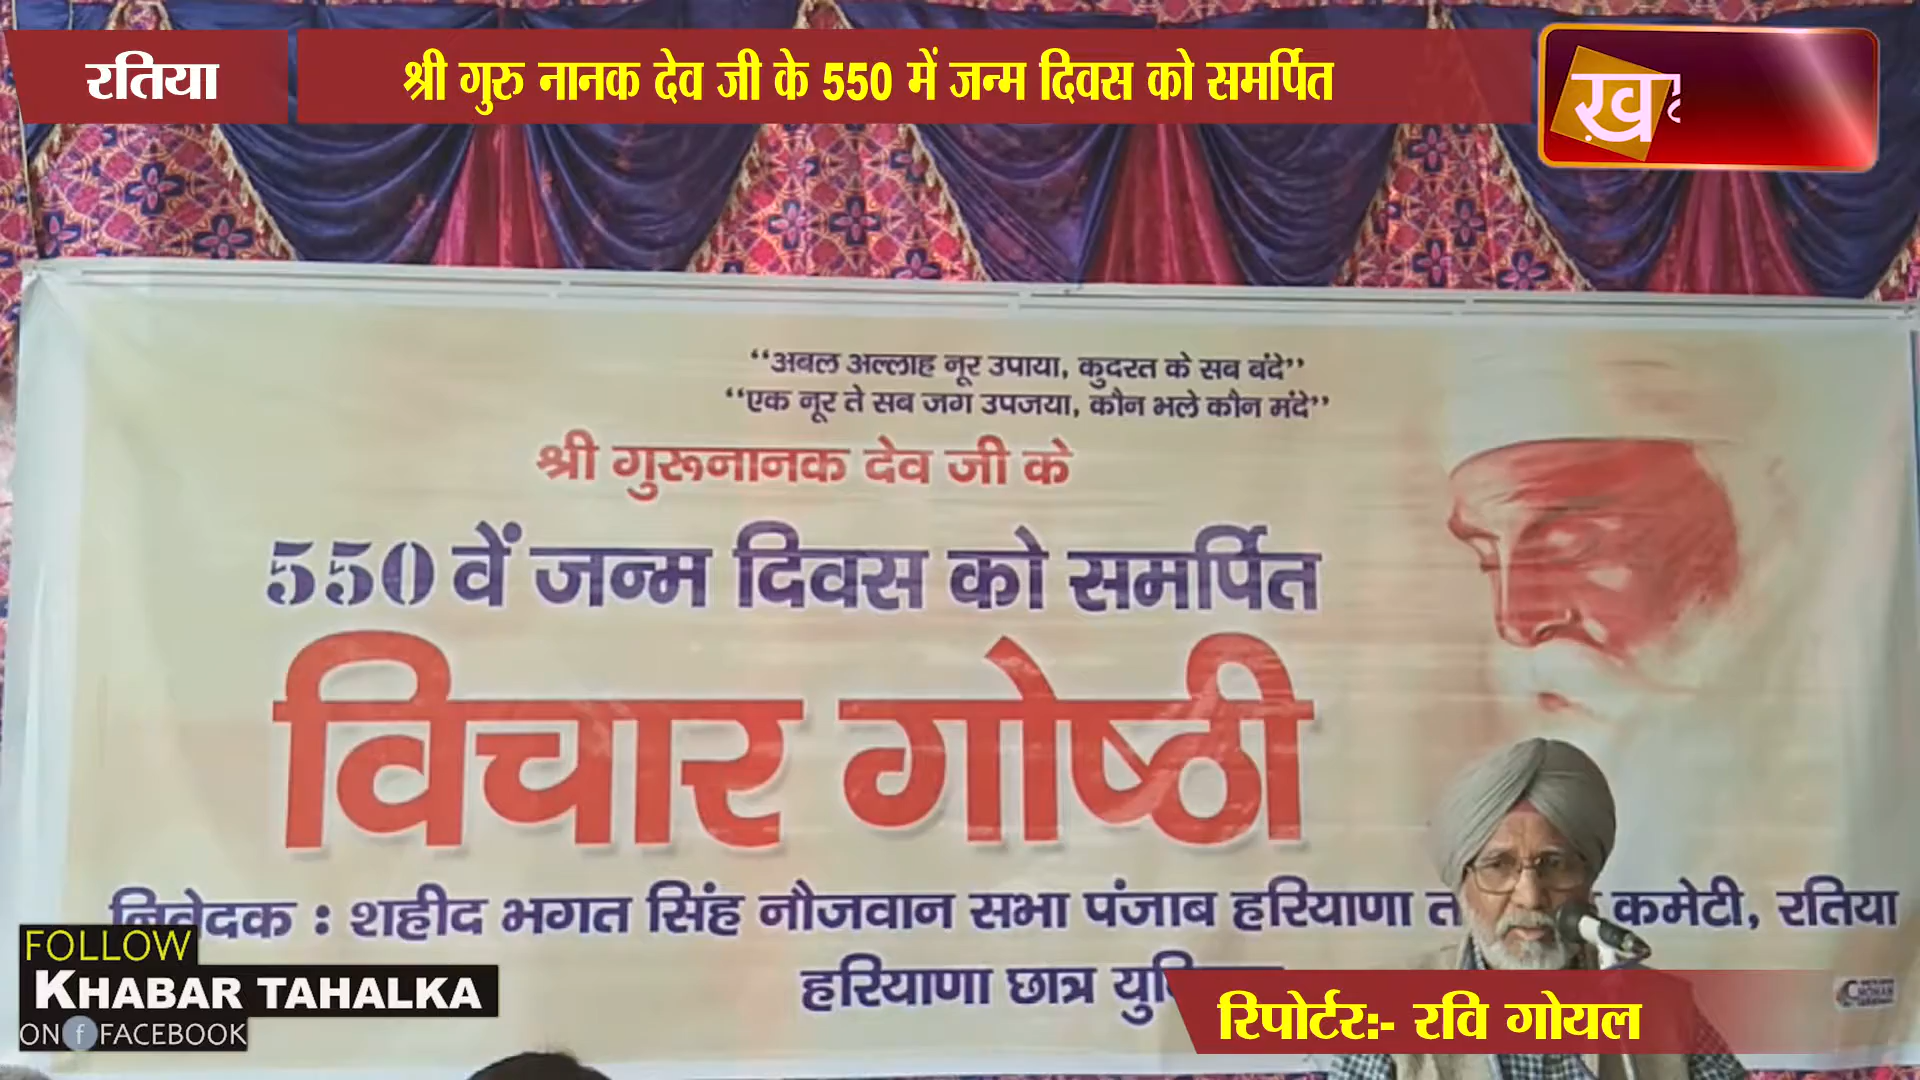 रतिया
श्री गुरु नानक देव जी के 550 में जन्म दिवस को समर्पित
ख़
“अबल अल्लाह नूर उपाया, कुदरत के सब बंदे”
“एक नूर ते सब जग उपजया, कौन भले कौन मंदे”
श्री गुरूनानक देव जी के
550 वें जन्म दिवस को समर्पित
विचार गोष्ठी
निवेदक : शहीद भगत सिंह नौजवान सभा पंजाब हरियाणा कमेटी, रतिया
हरियाणा छात्र
FOLLOW
KHABAR TAHALKA
ON f FACEBOOK
रिपोर्टर:- रवि गोयल